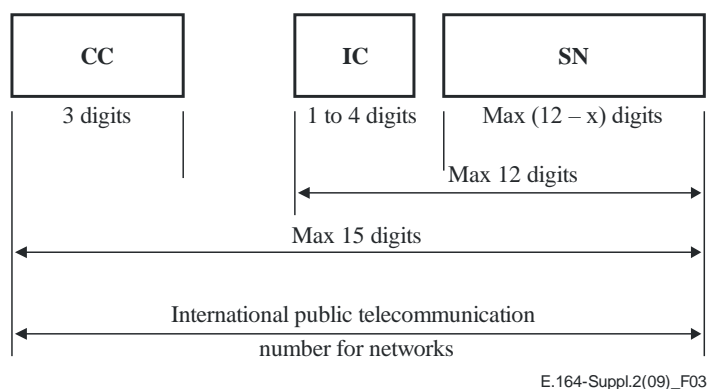 CC IC SN
3 digits 1 to 4 digits Max (12 – x) digits
Max 12 digits
Max 15 digits
International public telecommunication
number for networks
E.164-Suppl.2(09)_F03